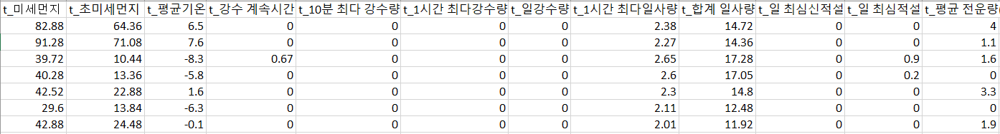 t_미세먼지 t_초미세먼지 t_평균기온 t_강수 계속시간 t_10분 최다 강수량 t_1시간 최다강수량 t_일강수량 t_1시간 최다일사량 t_합계 일사량 t_일 최심신적설 t_일 최심적설 t_평균 전운량(
82.88 64.36 6.5 0 0 0 0 2.38 14.72 0 0 4
91.28 71.08 7.6 0 0 0 0 2.27 14.36 0 0 1.1
39.72 10.44 -8.3 0.67 0 0 0 2.65 17.28 0 0.9 1.6
40.28 13.36 -5.8 0 0 0 0 2.6 17.05 0 0.2 0
42.52 22.88 1.6 0 0 0 0 2.3 14.8 0 0 3.3
29.6 13.84 -6.3 0 0 0 0 2.11 12.48 0 0 0
42.88 24.48 -0.1 0 0 0 0 2.01 11.92 0 0 1.9